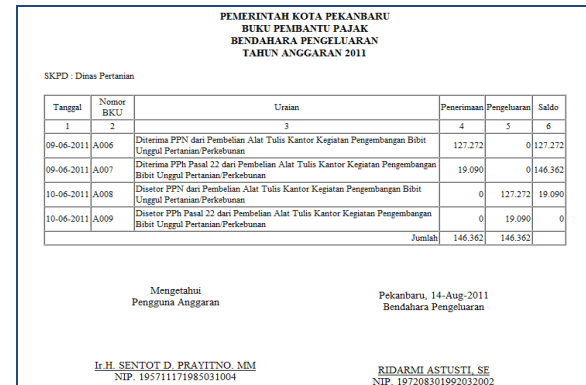 PEMERINTAH KOTA PEKANBARU
BUKU PEMBANTU PAJAK
BENDAHARA PENGELUARAN
TAHUN ANGGARAN 2011
SKPD : Dinas Pertanian
Tanggal Nomor BKU Uraian Penerimaan Pengeluaran Saldo
1 2 3 4 5 6
09-06-2011 A006 Diterima PPN dari Pembelian Alat Tulis Kantor Kegiatan Pengembangan Bibit 127.272 0 127.272
Unggul Pertanian/Perkebunan
09-06-2011 A007 Diterima PPh Pasal 22 dari Pembelian Alat Tulis Kantor Kegiatan Pengembangan 19.090 0 146.362
Bibit Unggul Pertanian/Perkebunan
10-06-2011 A008 Disetor PPN dari Pembelian Alat Tulis Kantor Kegiatan Pengembangan Bibit 0 127.272 19.090
Unggul Pertanian/Perkebunan
10-06-2011 A009 Disetor PPh Pasal 22 dari Pembelian Alat Tulis Kantor Kegiatan Pengembangan 0 19.090 0
Bibit Unggul Pertanian/Perkebunan
Jumlah 146.362 146.362
Mengetahui
Pengguna Anggaran
Pekanbaru, 14-Aug-2011
Bendahara Pengeluaran
Ir.H. SENTOT D. PRAYITNO. MM
NIP. 195711171985031004
RIDARMI ASTUSTI, SE
NIP. 197208301992032002